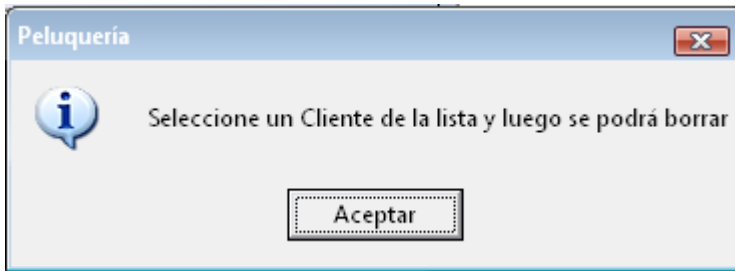 Peluquería
Seleccione un Cliente de la lista y luego se podrá borrar
Aceptar